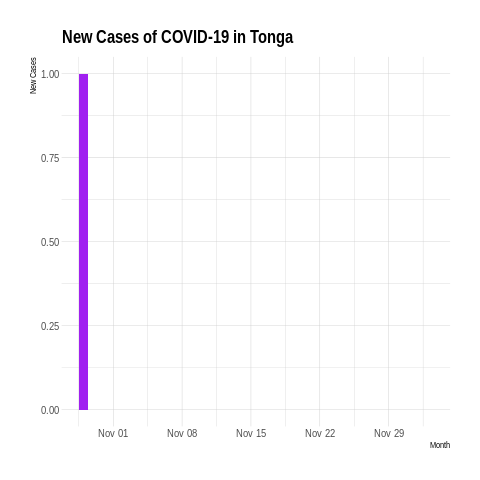 New Cases of COVID-19 in Tonga
New Cases
1.00
0.75
0.50
0.25
0.00
Nov 01 Nov 08 Nov 15 Nov 22 Nov 29
Month